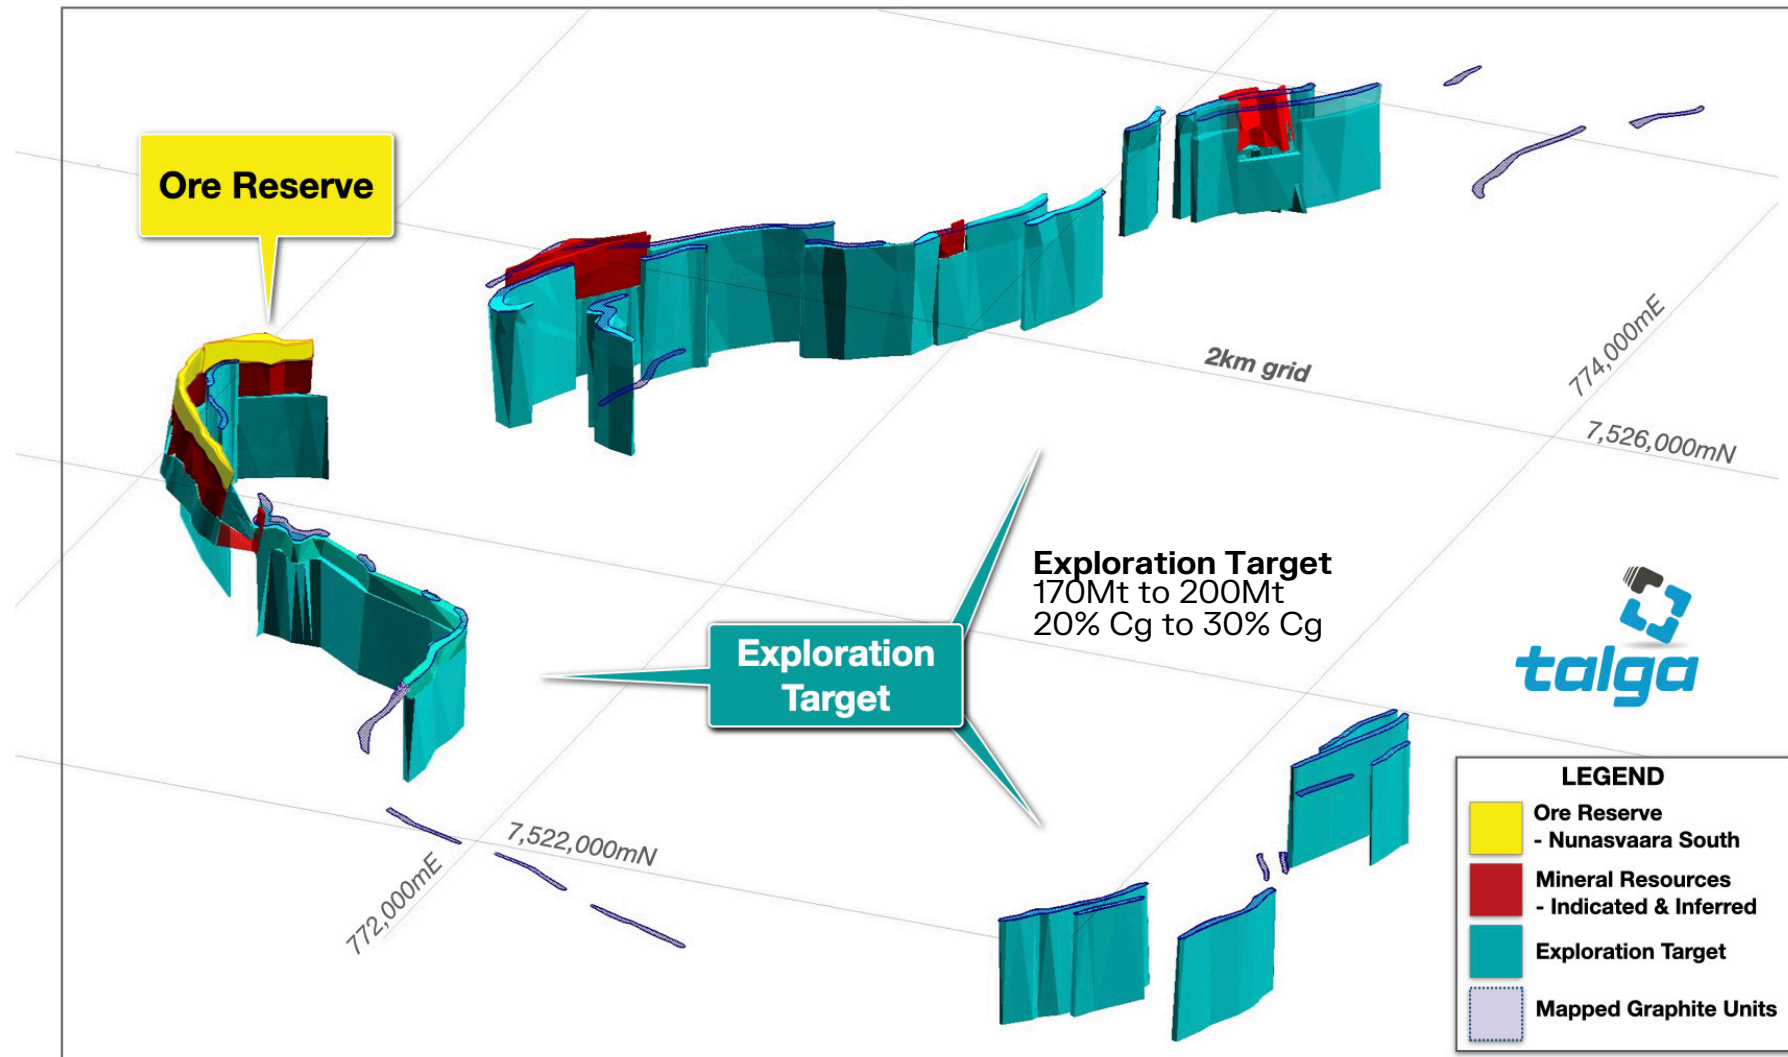 Ore Reserve
2km grid
774,000mE
7,526,000mN
Exploration Target
170Mt to 200Mt
20% Cg to 30% Cg
Exploration
Target
talga
7,522,000mN
772,000mE
LEGEND
Ore Reserve
- Nunasvaara South
Mineral Resources
- Indicated & Inferred
Exploration Target
Mapped Graphite Units